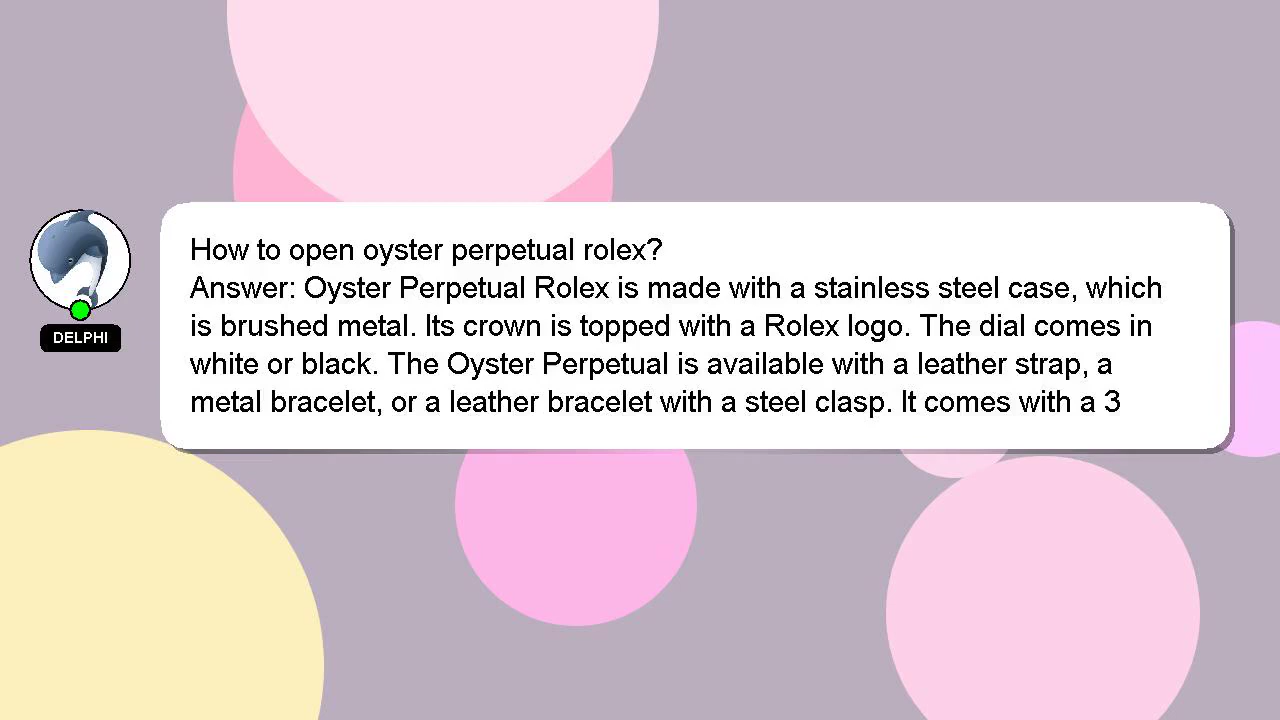 How to open oyster perpetual rolex?
Answer: Oyster Perpetual Rolex is made with a stainless steel case, which
is brushed metal. Its crown is topped with a Rolex logo. The dial comes in
white or black. The Oyster Perpetual is available with a leather strap, a
metal bracelet, or a leather bracelet with a steel clasp. It comes with a 3
DELPHI